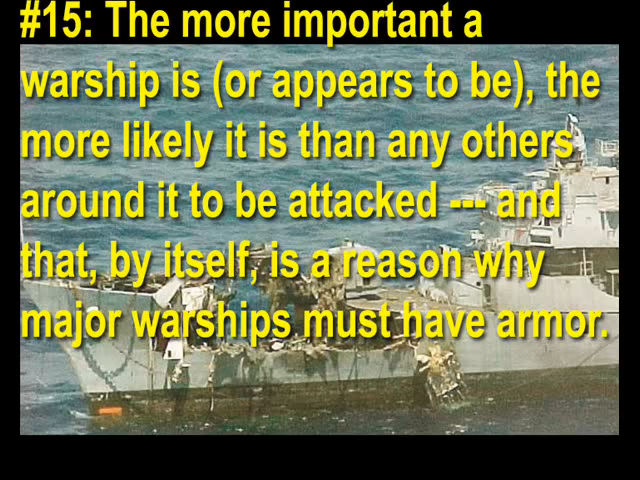 #15: The more important a
warship is (or appears to be), the
more likely it is than any others
around it to be attacked --- and
that, by itself, is a reason why
major warships must have armor.